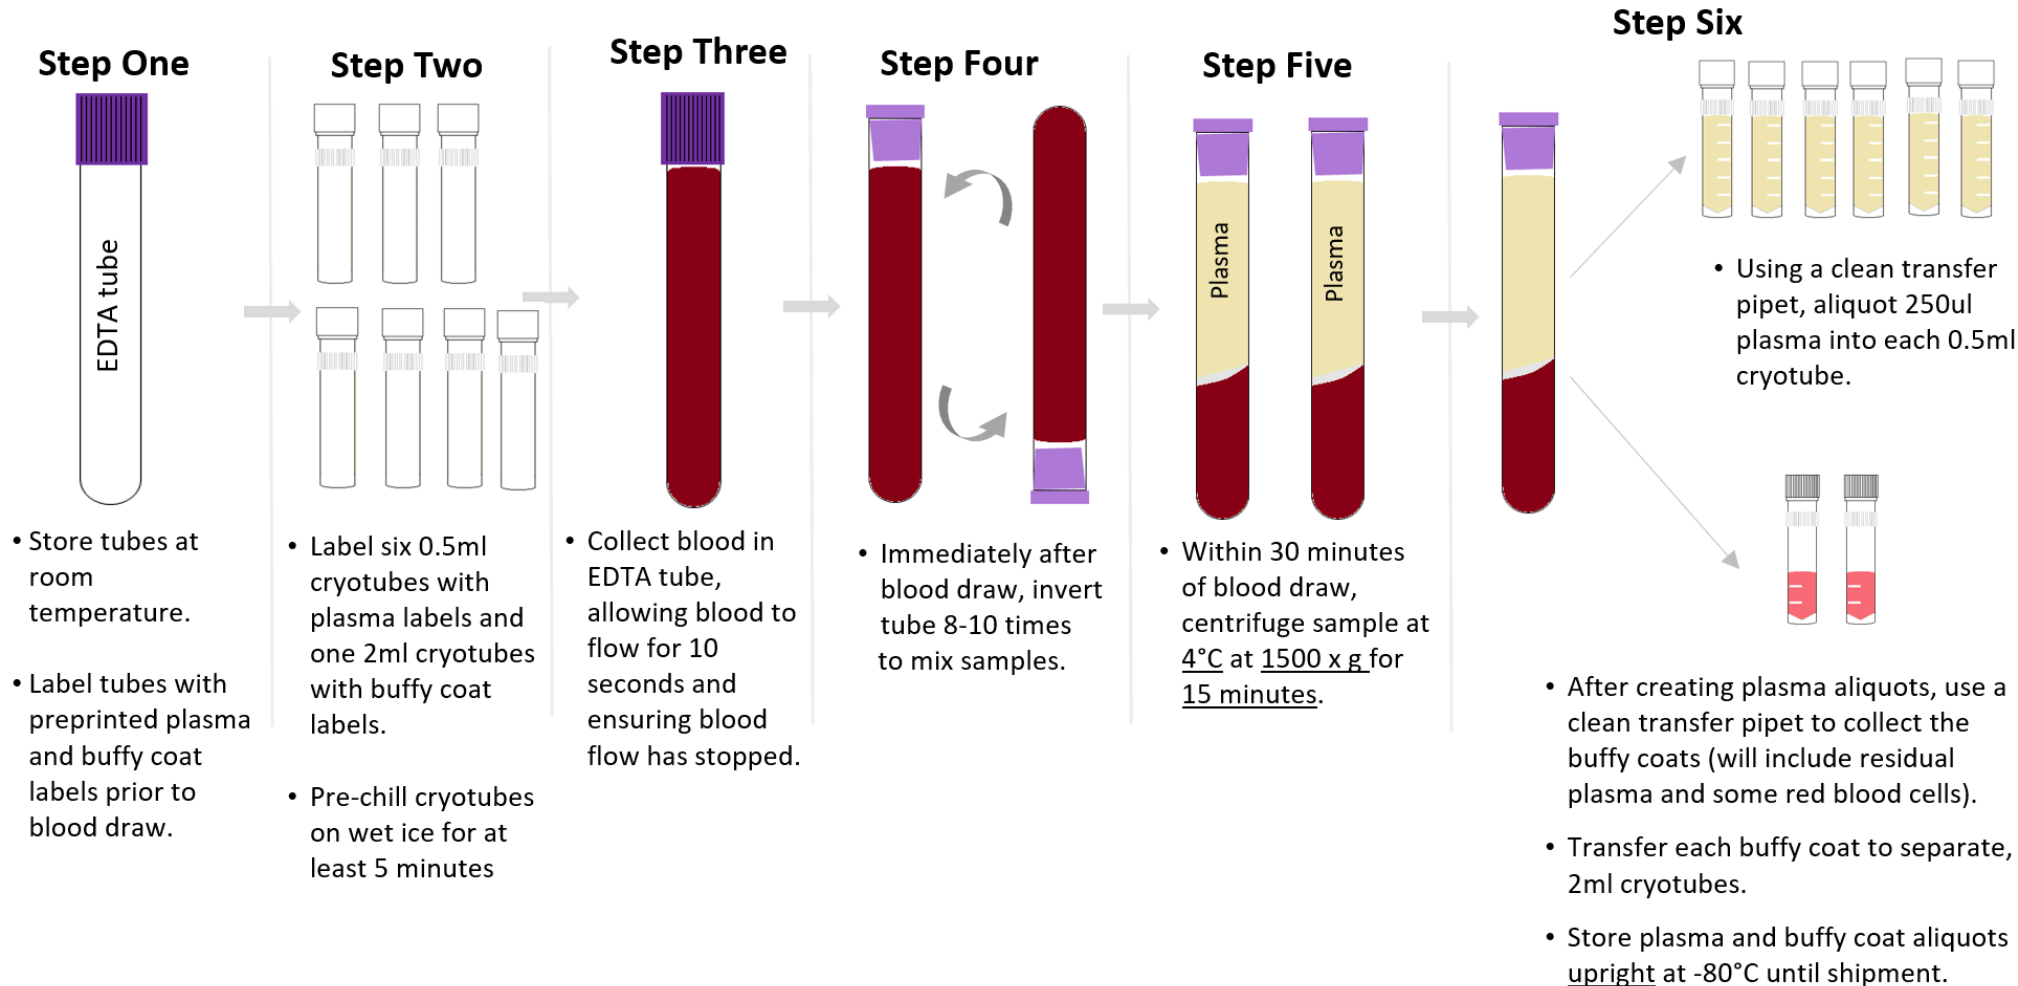 Step One
EDTA tube
• Store tubes at
room
temperature.
• Label tubes with
preprinted plasma
and buffy coat
labels prior to
blood draw.
Step Two
• Label six 0.5ml
cryotubes with
plasma labels and
one 2ml cryotubes
with buffy coat
labels.
• Pre-chill cryotubes
on wet ice for at
least 5 minutes
Step Three
• Collect blood in
EDTA tube,
allowing blood to
flow for 10
seconds and
ensuring blood
flow has stopped.
Step Four
• Immediately after
blood draw, invert
tube 8-10 times
to mix samples.
Step Five
Plasma
Plasma
• Within 30 minutes
of blood draw,
centrifuge sample at
4°C at 1500 x g for
15 minutes.
Step Six
• Using a clean transfer
pipet, aliquot 250ul
plasma into each 0.5ml
cryotube.
• After creating plasma aliquots, use a
clean transfer pipet to collect the
buffy coats (will include residual
plasma and some red blood cells).
• Transfer each buffy coat to separate,
2ml cryotubes.
• Store plasma and buffy coat aliquots
upright at -80°C until shipment.